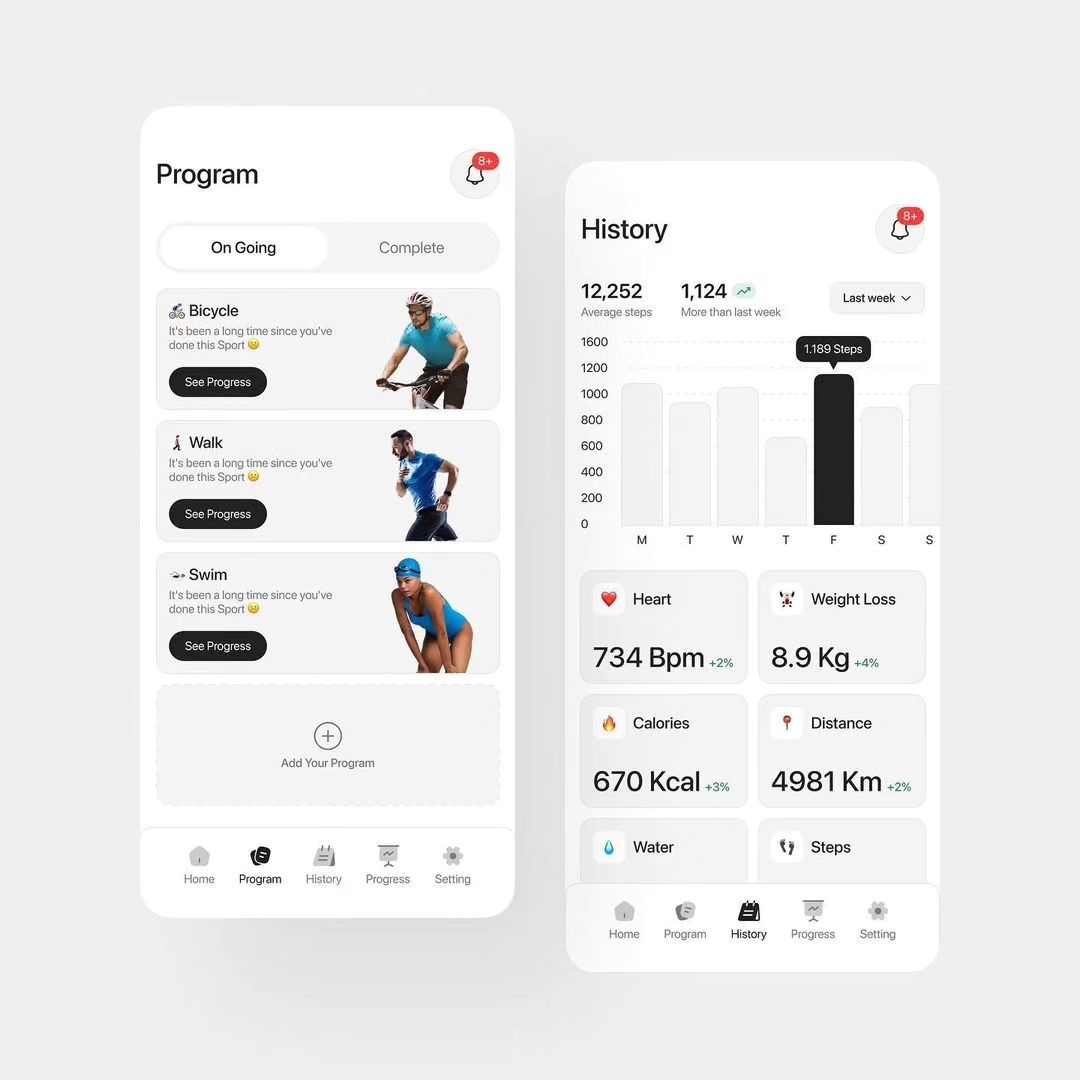 Program
8+
On Going
Complete
Bicycle
It's been a long time since you've
done this Sport
See Progress
Walk
It's been a long time since you've
done this Sport
See Progress
Swim
It's been a long time since you've
done this Sport
See Progress
Add Your Program
Home
Program
History
Progress
Setting
History
8+
12,252
Average steps
1,124
More than last week
Last week
1.189 Steps
1600
1200
1000
800
600
400
200
0
M T W T F S S
Heart
734 Bpm +2%
Weight Loss
8.9 Kg +4%
Calories
670 Kcal +3%
Distance
4981 Km +2%
Water
Steps
Home
Program
History
Progress
Setting